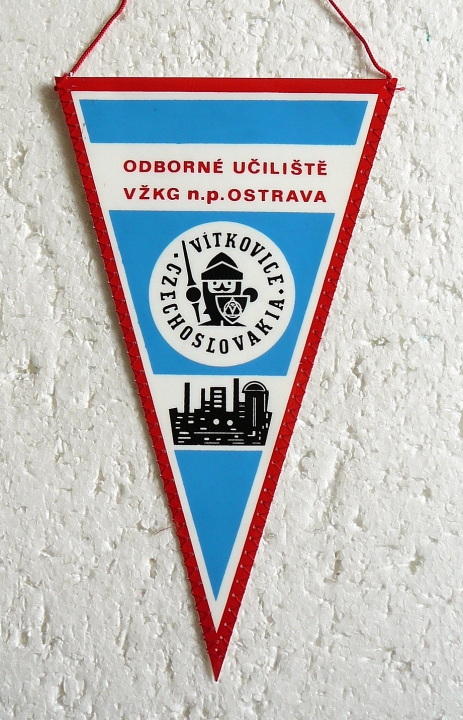 ODBORNÉ UČILIŠTĚ
VŽKG n.p. OSTRAVA
VÍTKOVICE
CZECHOSLOVAKIA